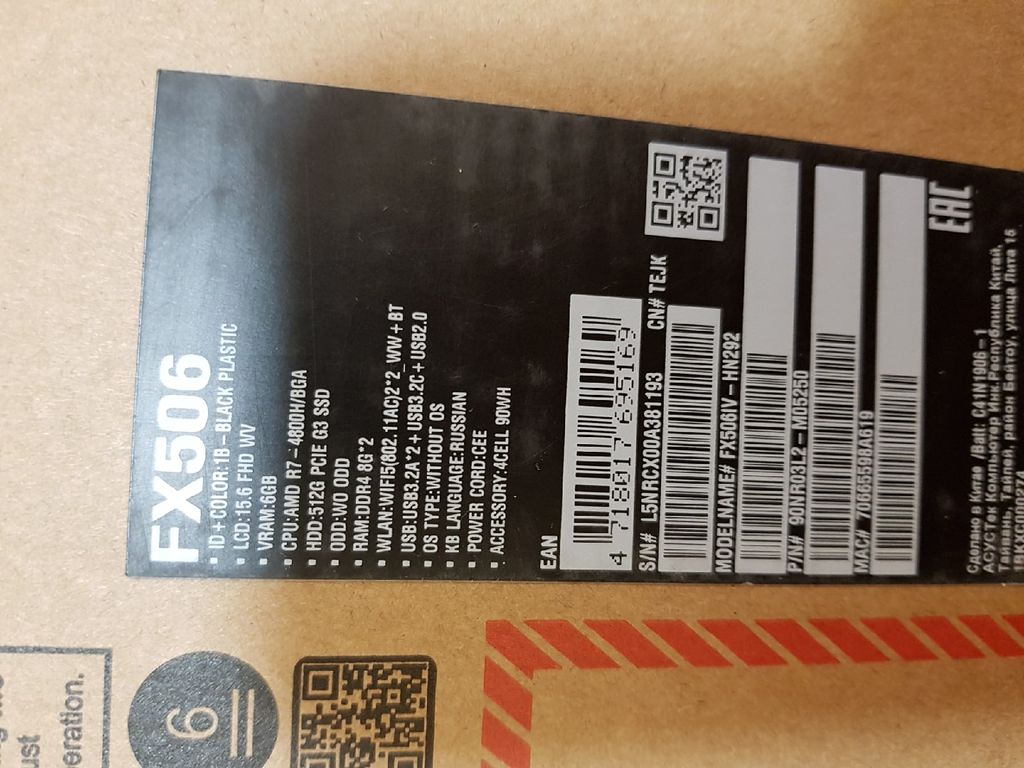 FX506
▪ ID+COLOR:1B-BLACK PLASTIC
▪ LCD:15.6 FHD WV
▪ VRAM:6GB
▪ CPU:AMD R7-4800H/BGA
▪ HDD:512G PCIE G3 SSD
▪ ODD:W/O ODD
▪ RAM:DDR4 8G*2
▪ WLAN:WIFI5(802.11AC)2*2_WW+BT
▪ USB:USB3.2A*2+USB3.2C+USB2.0
▪ OS TYPE:WITHOUT OS
▪ KB LANGUAGE:RUSSIAN
▪ POWER CORD:CEE
▪ ACCESSORY:4CELL 90WH
EAN
4 718017 695169
S/N# L5NRCX00A381193 CN# TEJK
MODELNAME# FX506IV-HN292
P/N# 90NR03L2-M05250
MAC# 7066559BA619
EAC
Сделано в Китае /Batt: C41N1906-1
АСУСТек Компьютер Инк.Республика Китай,
Тайвань, Тайпей, район Бейтоу, улица Лите 15
6
ust
eration.